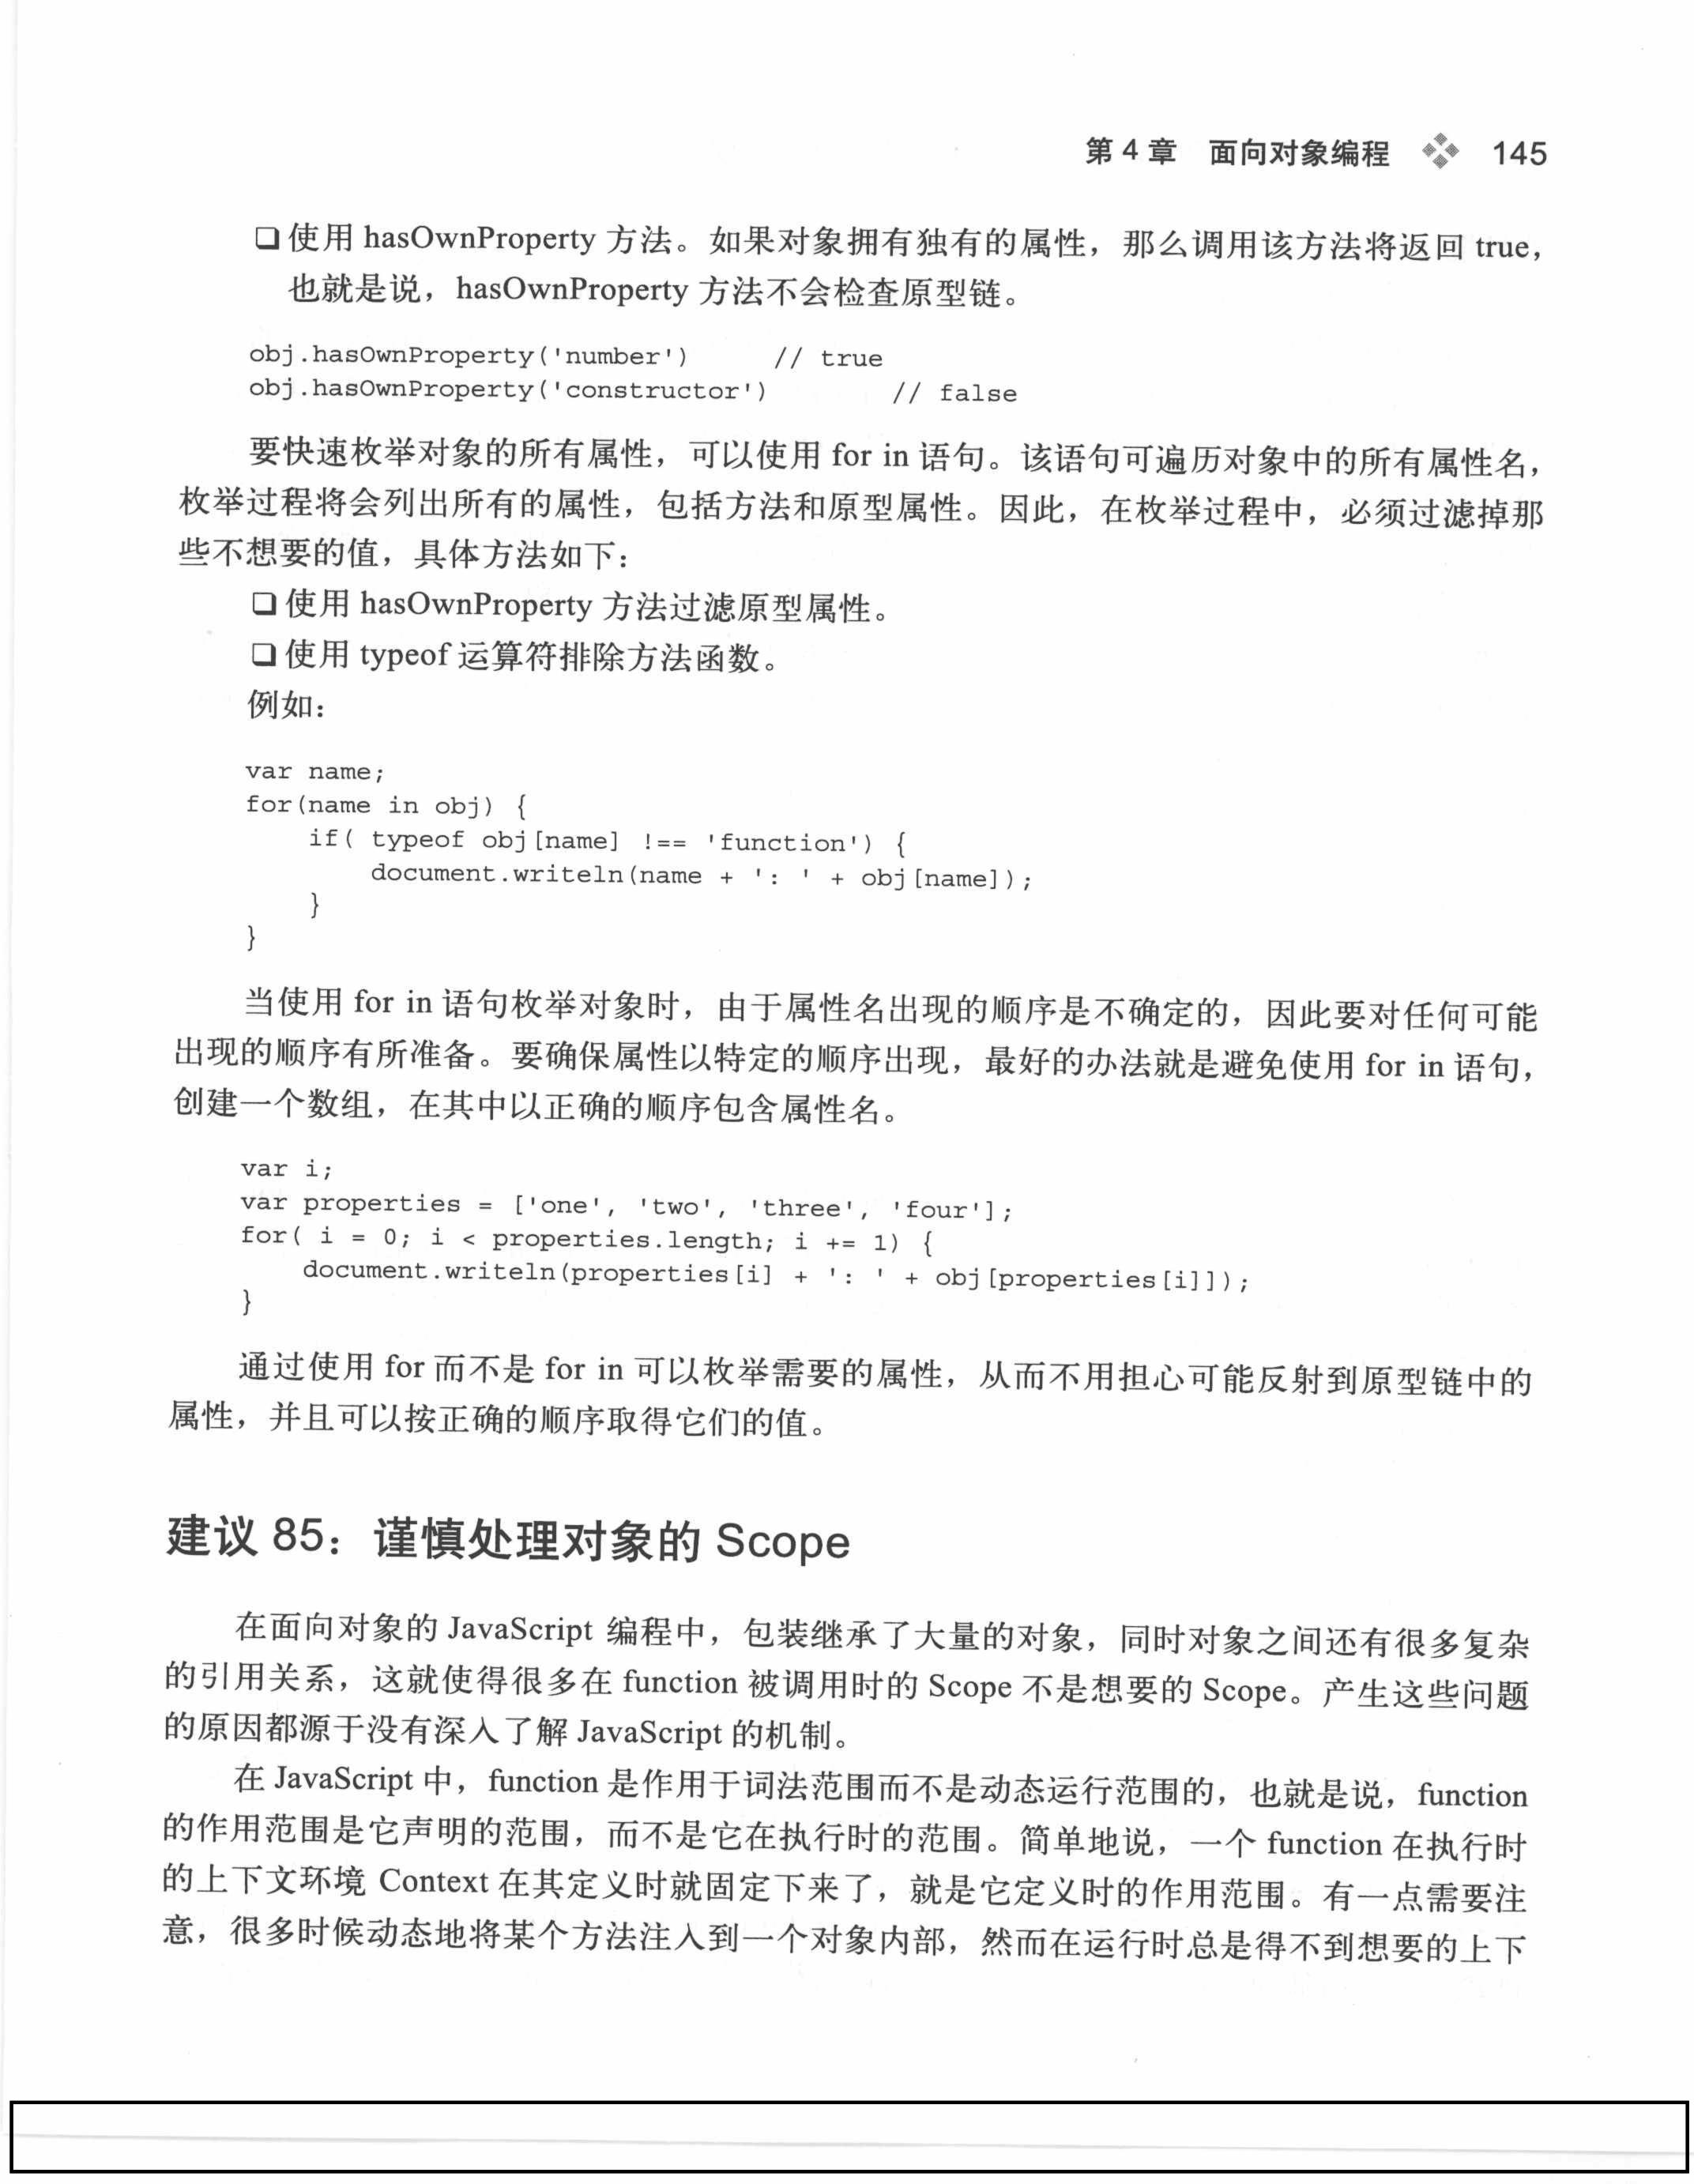 第 4 章 面向对象编程 145
❑ 使用 hasOwnProperty 方法。如果对象拥有独有的属性，那么调用该方法将返回 true，
也就是说，hasOwnProperty 方法不会检查原型链。
obj.hasOwnProperty('number')     // true
obj.hasOwnProperty('constructor')        // false
要快速枚举对象的所有属性，可以使用 for in 语句。该语句可遍历对象中的所有属性名，
枚举过程将会列出所有的属性，包括方法和原型属性。因此，在枚举过程中，必须过滤掉那
些不想要的值，具体方法如下：
❑ 使用 hasOwnProperty 方法过滤原型属性。
❑ 使用 typeof 运算符排除方法函数。
例如：
var name;
for(name in obj) {
    if( typeof obj[name] !== 'function') {
        document.writeln(name + ': ' + obj[name]);
    }
}
当使用 for in 语句枚举对象时，由于属性名出现的顺序是不确定的，因此要对任何可能
出现的顺序有所准备。要确保属性以特定的顺序出现，最好的办法就是避免使用 for in 语句，
创建一个数组，在其中以正确的顺序包含属性名。
var i;
var properties = ['one', 'two', 'three', 'four'];
for( i = 0; i < properties.length; i += 1) {
    document.writeln(properties[i] + ': ' + obj[properties[i]]);
}
通过使用 for 而不是 for in 可以枚举需要的属性，从而不用担心可能反射到原型链中的
属性，并且可以按正确的顺序取得它们的值。
建议 85：谨慎处理对象的 Scope
在面向对象的 JavaScript 编程中，包装继承了大量的对象，同时对象之间还有很多复杂
的引用关系，这就使得很多在 function 被调用时的 Scope 不是想要的 Scope。产生这些问题
的原因都源于没有深入了解 JavaScript 的机制。
在 JavaScript 中，function 是作用于词法范围而不是动态运行范围的，也就是说，function
的作用范围是它声明的范围，而不是它在执行时的范围。简单地说，一个 function 在执行时
的上下文环境 Context 在其定义时就固定下来了，就是它定义时的作用范围。有一点需要注
意，很多时候动态地将某个方法注入到一个对象内部，然而在运行时总是得不到想要的上下